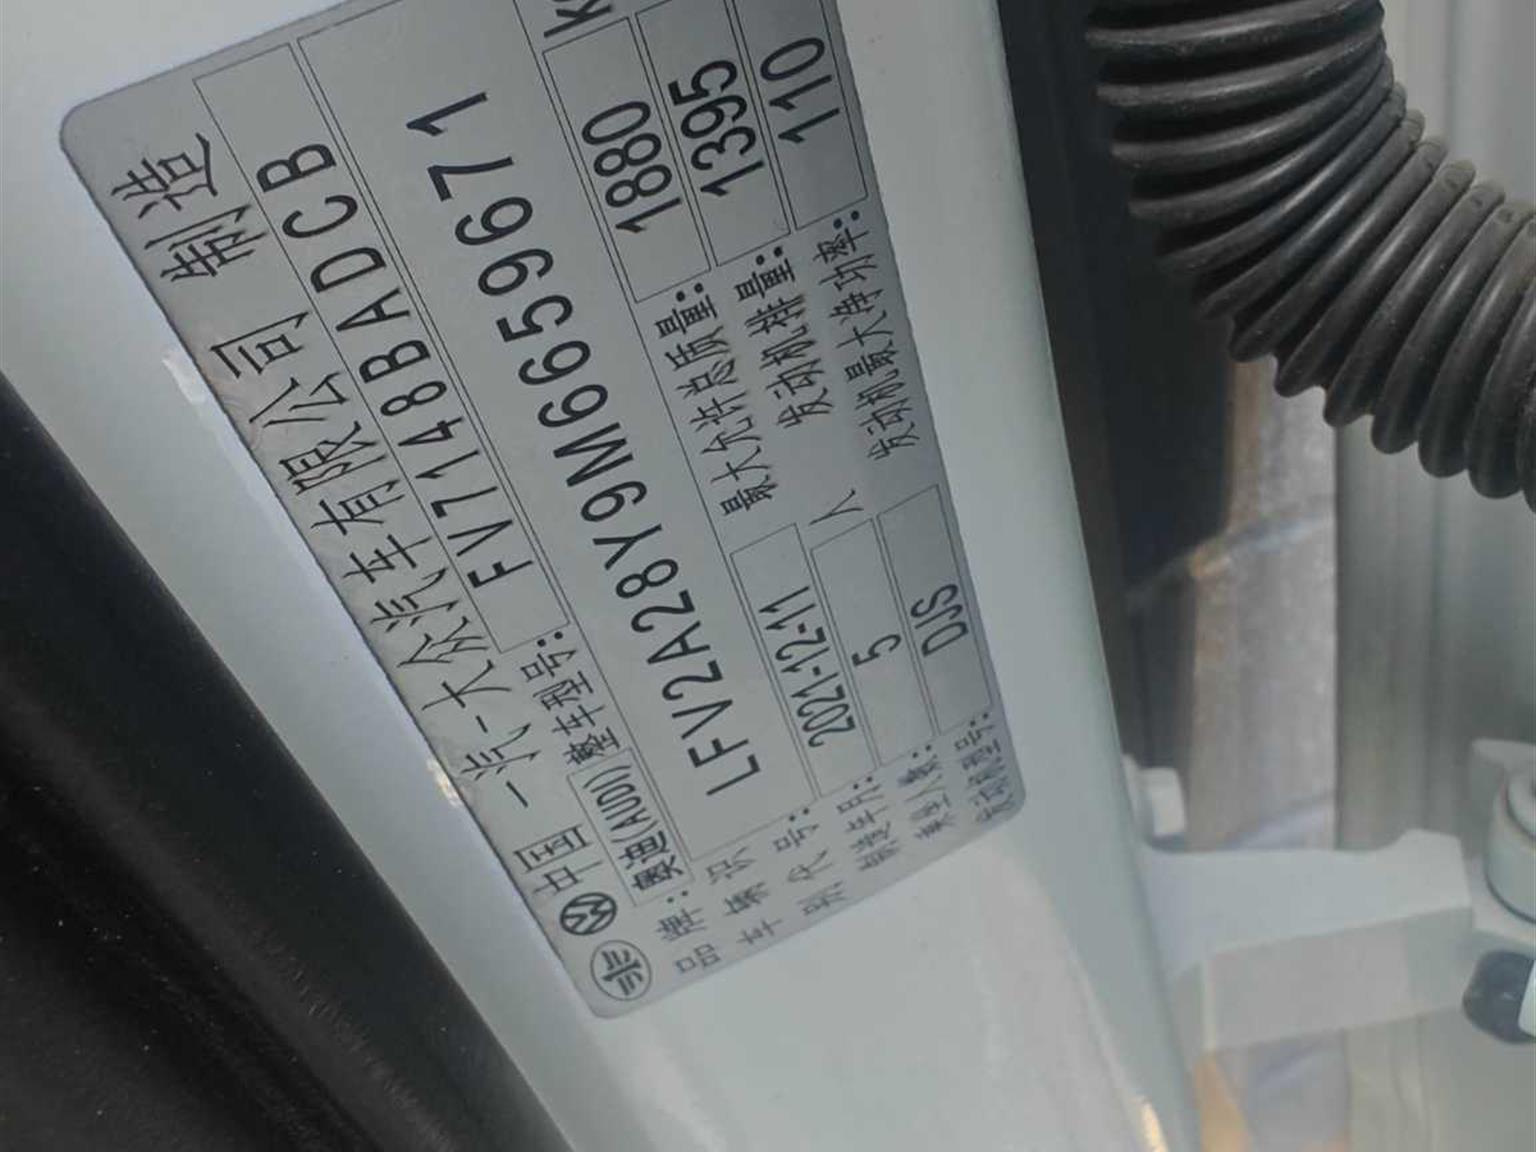 中国 一汽-大众汽车有限公司 制造
品牌: 奥迪(AUDI) 整车型号: FV7148BADCB
车辆识别代号: LFV2A28Y9M6659671
制造年月: 2021-12-11 最大允许总质量: 1880
乘坐人数: 5 人 发动机排量: 1395
发动机型号: DJS 发动机最大净功率: 110